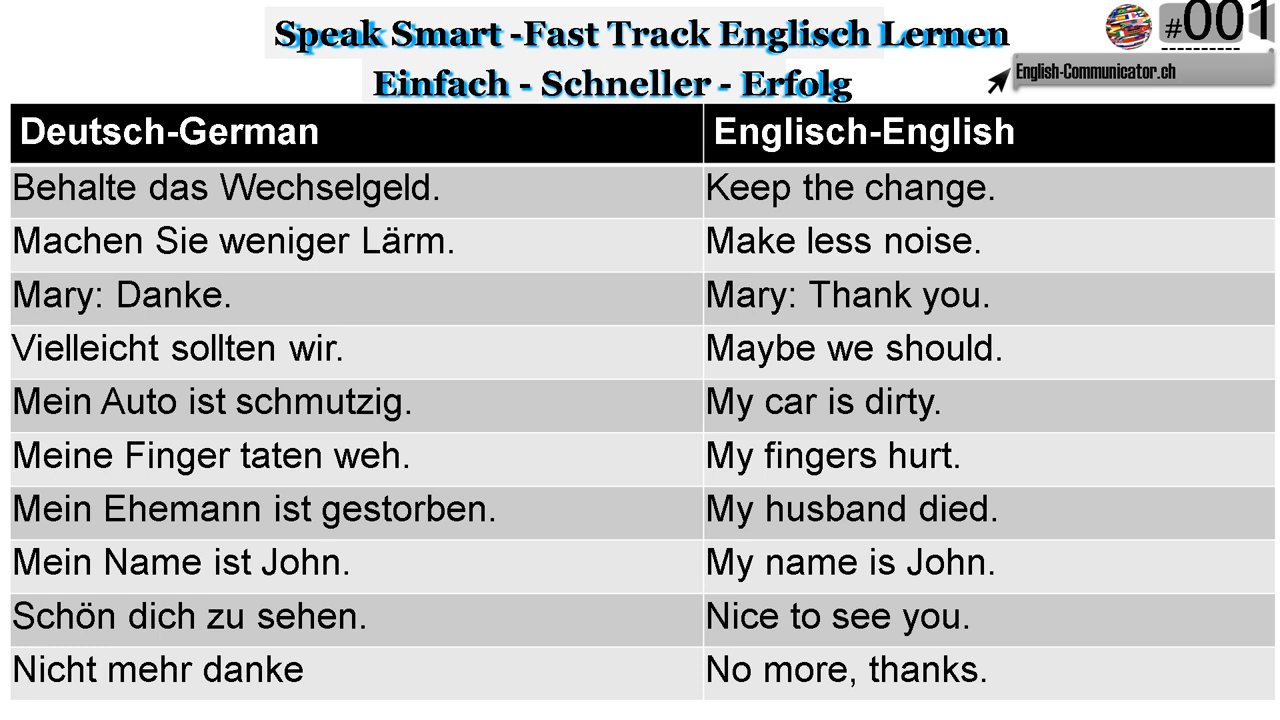 Speak Smart -Fast Track Englisch Lernen
Einfach - Schneller - Erfolg
#001
English-Communicator.ch
Deutsch-German Englisch-English
Behalte das Wechselgeld. Keep the change.
Machen Sie weniger Lärm. Make less noise.
Mary: Danke. Mary: Thank you.
Vielleicht sollten wir. Maybe we should.
Mein Auto ist schmutzig. My car is dirty.
Meine Finger taten weh. My fingers hurt.
Mein Ehemann ist gestorben. My husband died.
Mein Name ist John. My name is John.
Schön dich zu sehen. Nice to see you.
Nicht mehr danke No more, thanks.